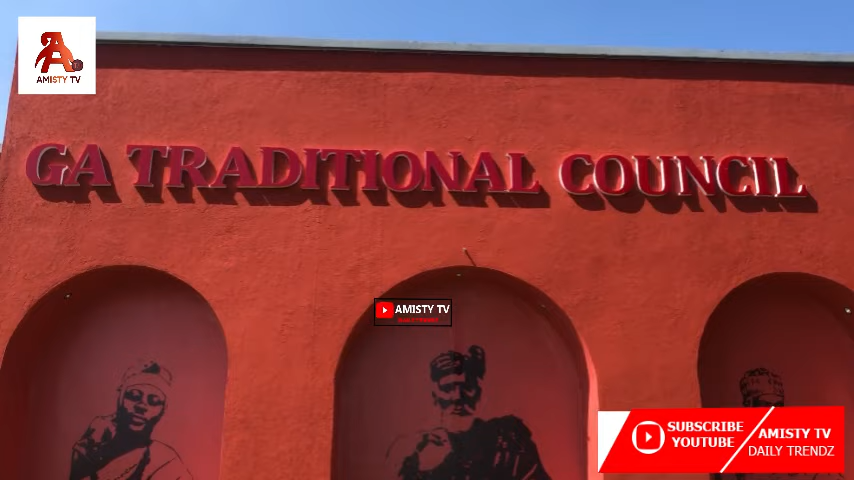 AMISTY TV
GA TRADITIONAL COUNCIL
AMISTY TV
SUBSCRIBE
YOUTUBE
AMISTY TV
DAILY TRENDZ